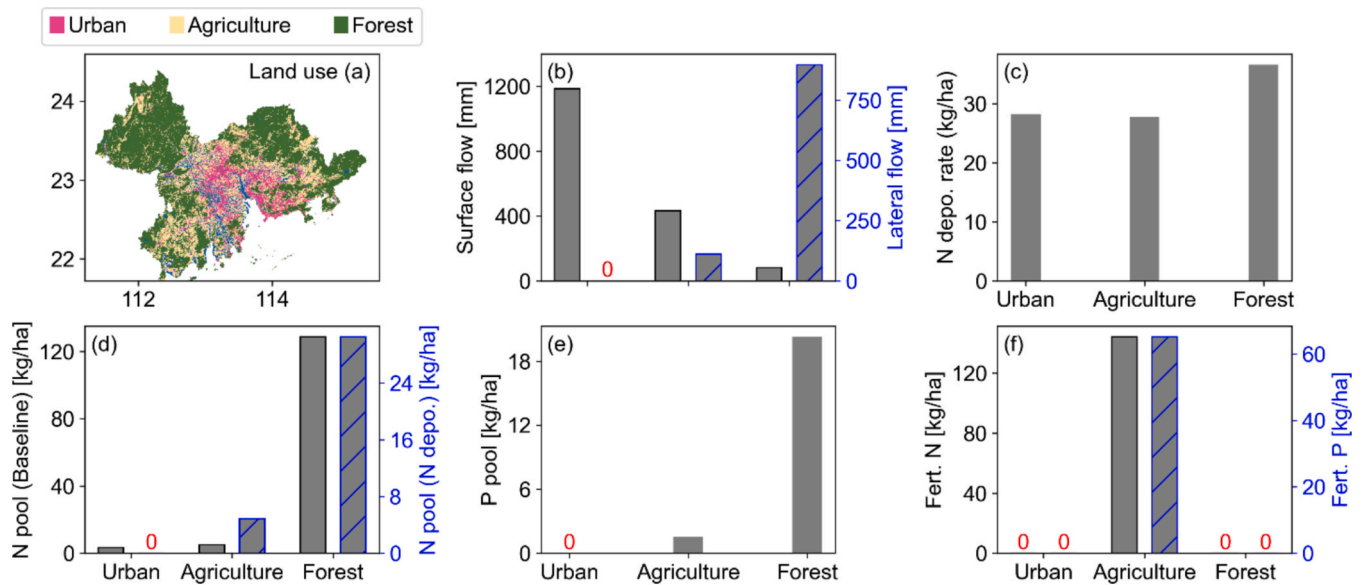 Urban Agriculture Forest
Land use (a)
24
23
22
112 114
(b)
Surface flow [mm]
1200
800
400
0
0
Lateral flow [mm]
750
500
250
0
(c)
N depo. rate (kg/ha)
30
20
10
0
Urban Agriculture Forest
(d)
N pool (Baseline) [kg/ha]
120
80
40
0
0
N pool (N depo.) [kg/ha]
24
16
8
0
Urban Agriculture Forest
(e)
P pool [kg/ha]
18
12
6
0
0
Urban Agriculture Forest
(f)
Fert. N [kg/ha]
120
80
40
0
0 0 0 0
Fert. P [kg/ha]
60
40
20
0
Urban Agriculture Forest